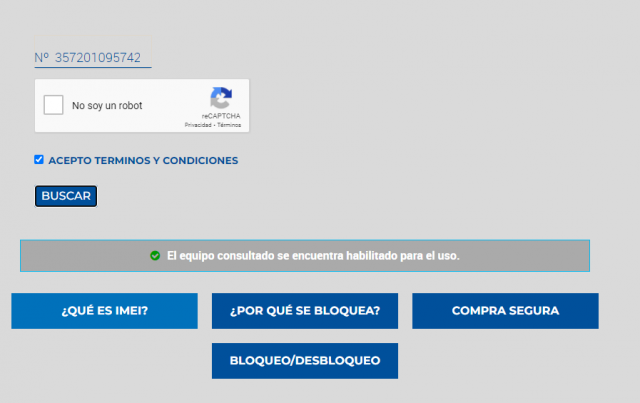 Nº 357201095742
No soy un robot
reCAPTCHA
Privacidad - Términos
ACEPTO TERMINOS Y CONDICIONES
BUSCAR
El equipo consultado se encuentra habilitado para el uso.
¿QUÉ ES IMEI?
¿POR QUÉ SE BLOQUEA?
COMPRA SEGURA
BLOQUEO/DESBLOQUEO